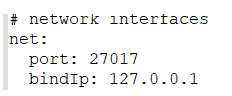 # network interfaces
net:
  port: 27017
  bindIp: 127.0.0.1